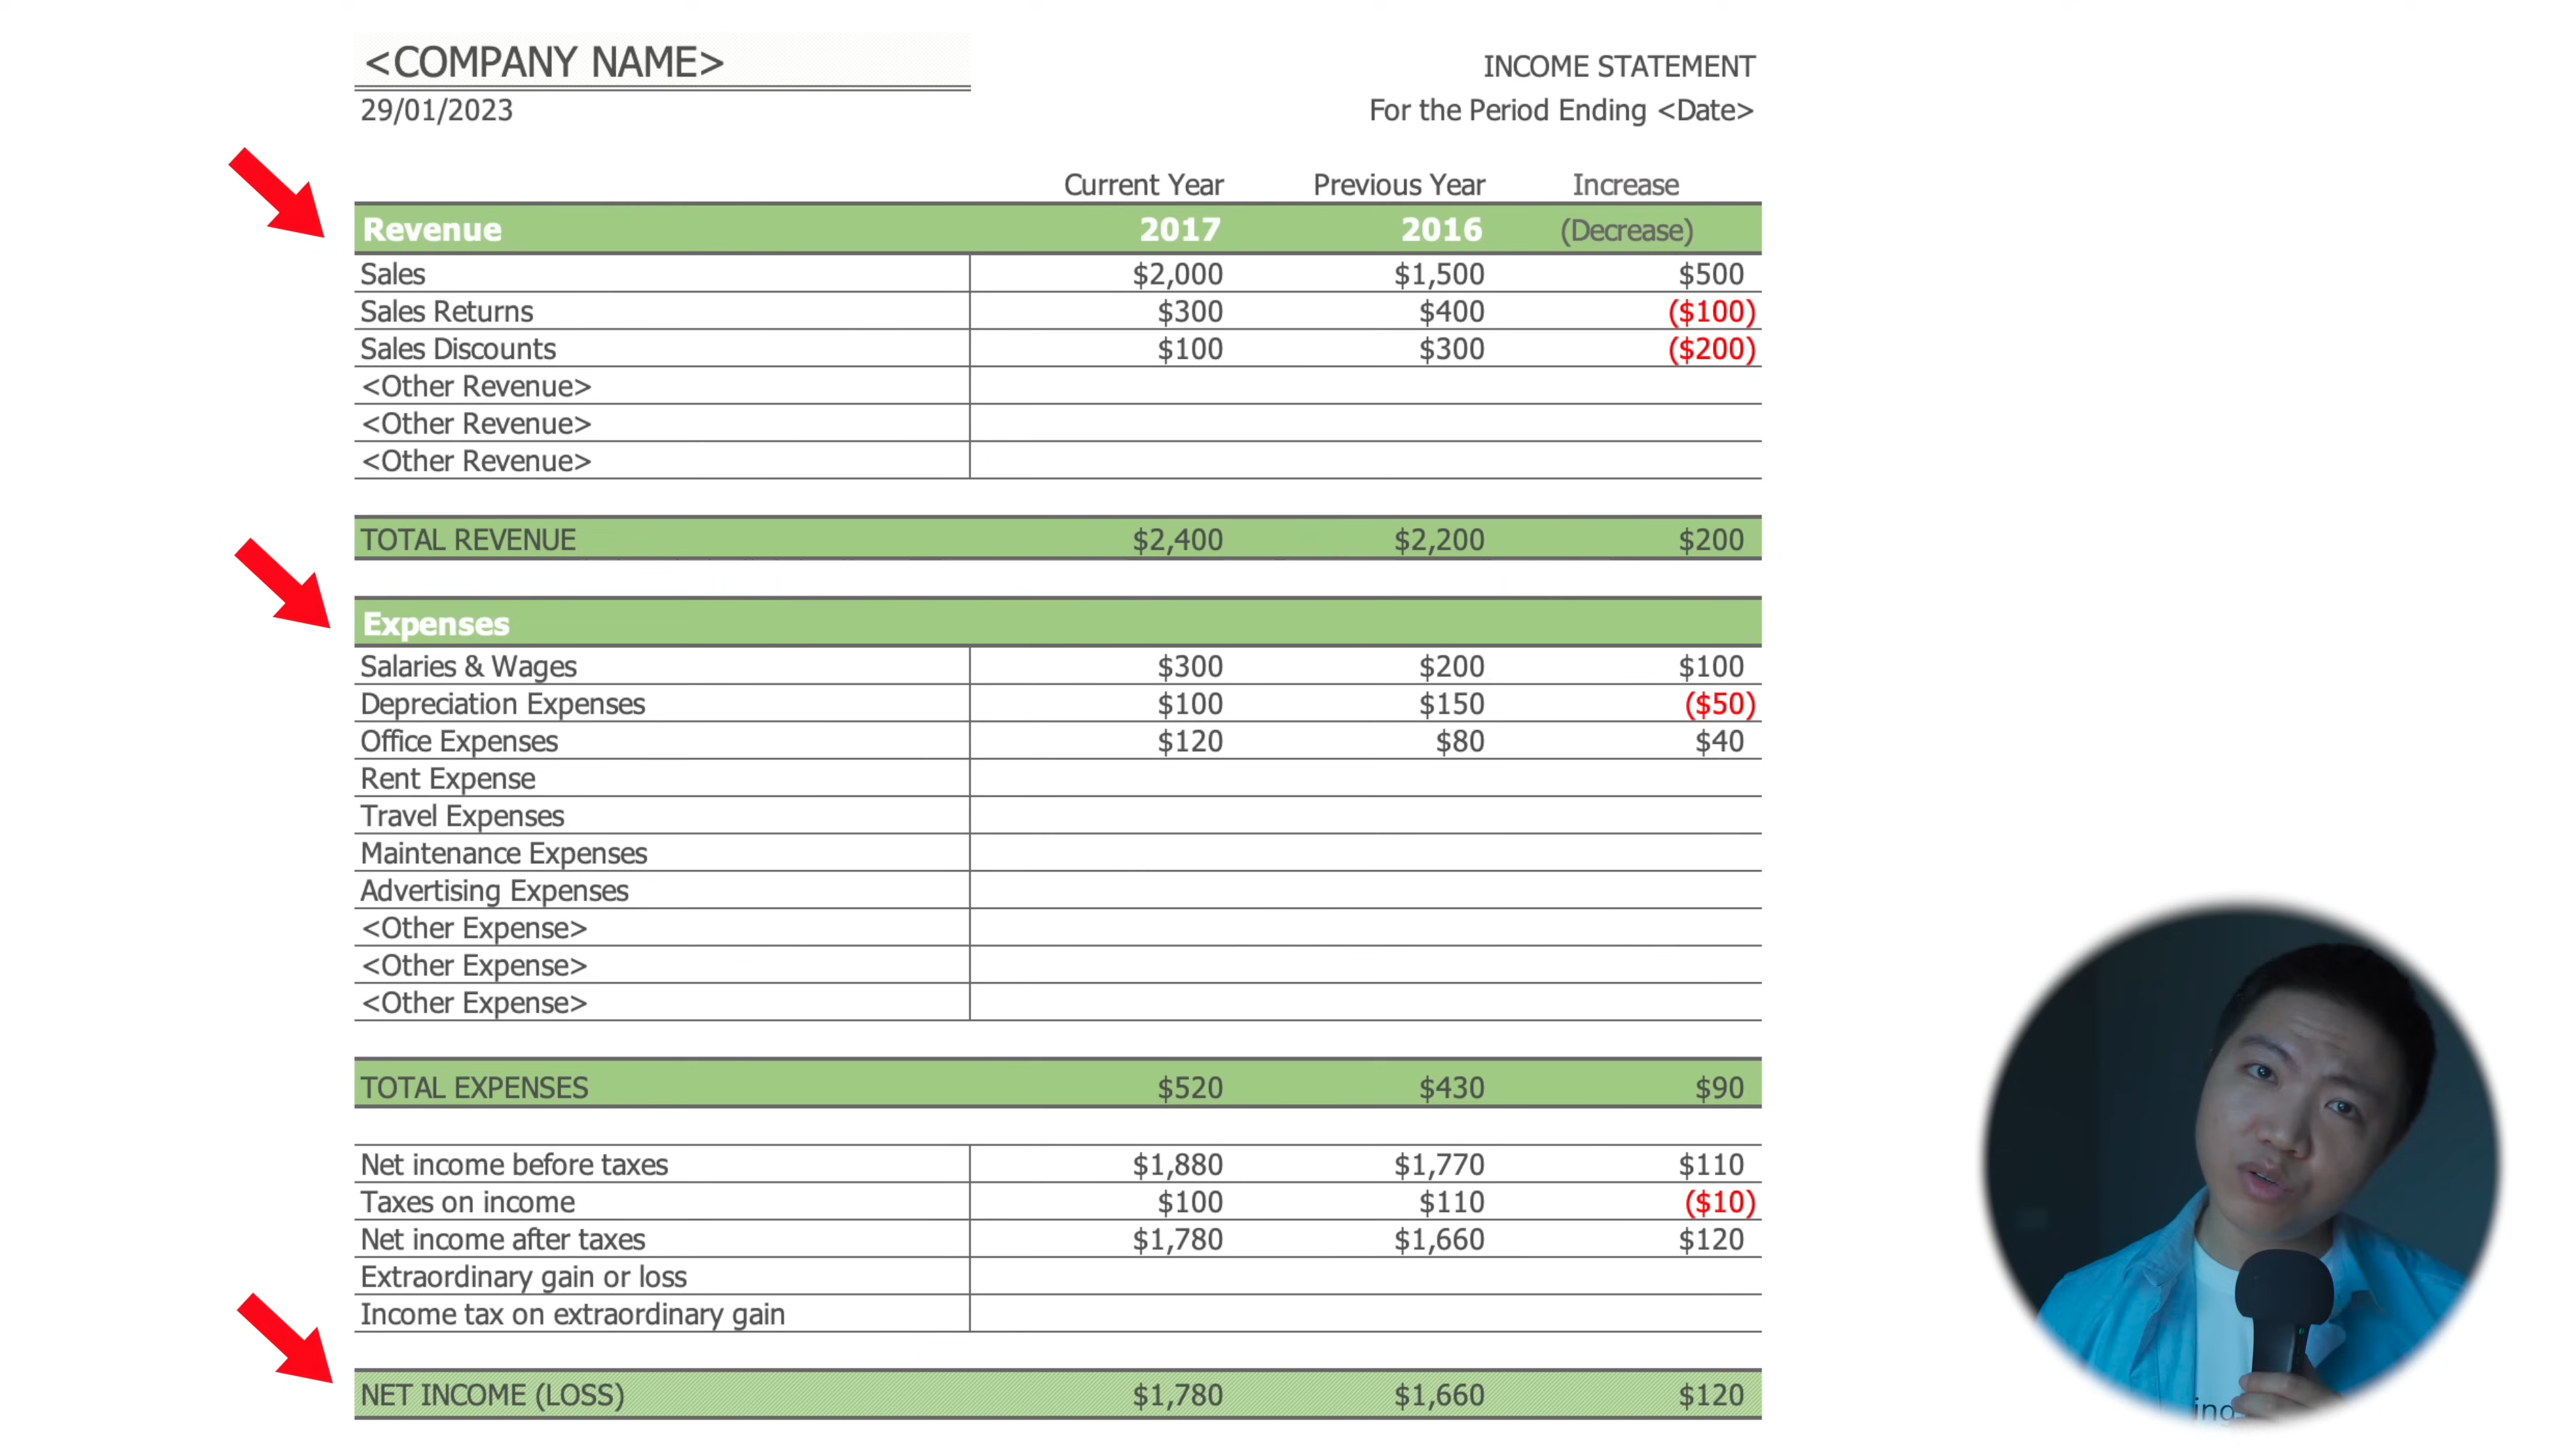 <COMPANY NAME>
INCOME STATEMENT
29/01/2023
For the Period Ending <Date>
Current Year Previous Year Increase
Revenue 2017 2016 (Decrease)
Sales $2,000 $1,500 $500
Sales Returns $300 $400 ($100)
Sales Discounts $100 $300 ($200)
<Other Revenue>
<Other Revenue>
<Other Revenue>
TOTAL REVENUE $2,400 $2,200 $200
Expenses
Salaries & Wages $300 $200 $100
Depreciation Expenses $100 $150 ($50)
Office Expenses $120 $80 $40
Rent Expense
Travel Expenses
Maintenance Expenses
Advertising Expenses
<Other Expense>
<Other Expense>
<Other Expense>
TOTAL EXPENSES $520 $430 $90
Net income before taxes $1,880 $1,770 $110
Taxes on income $100 $110 ($10)
Net income after taxes $1,780 $1,660 $120
Extraordinary gain or loss
Income tax on extraordinary gain
NET INCOME (LOSS) $1,780 $1,660 $120